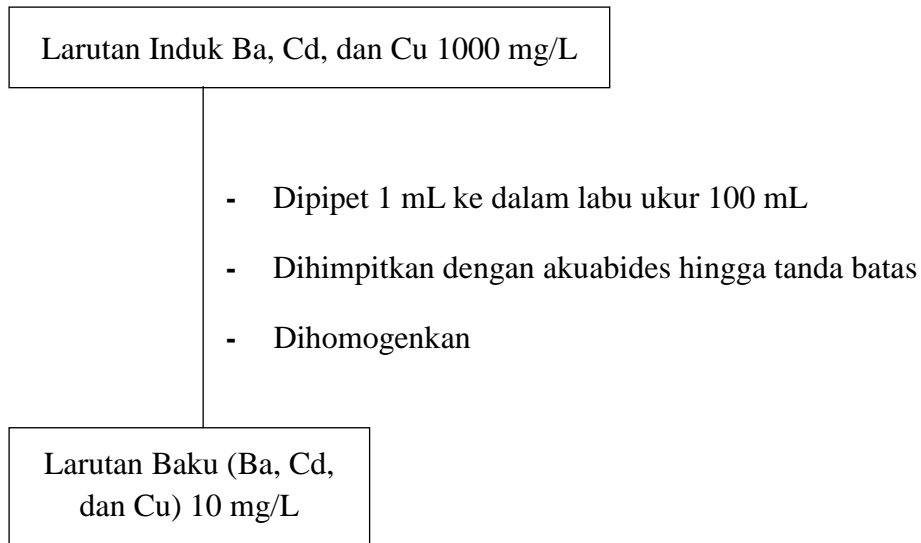 Larutan Induk Ba, Cd, dan Cu 1000 mg/L
- Dipipet 1 mL ke dalam labu ukur 100 mL
- Dihimpitkan dengan akuabides hingga tanda batas
- Dihomogenkan
Larutan Baku (Ba, Cd,
dan Cu) 10 mg/L